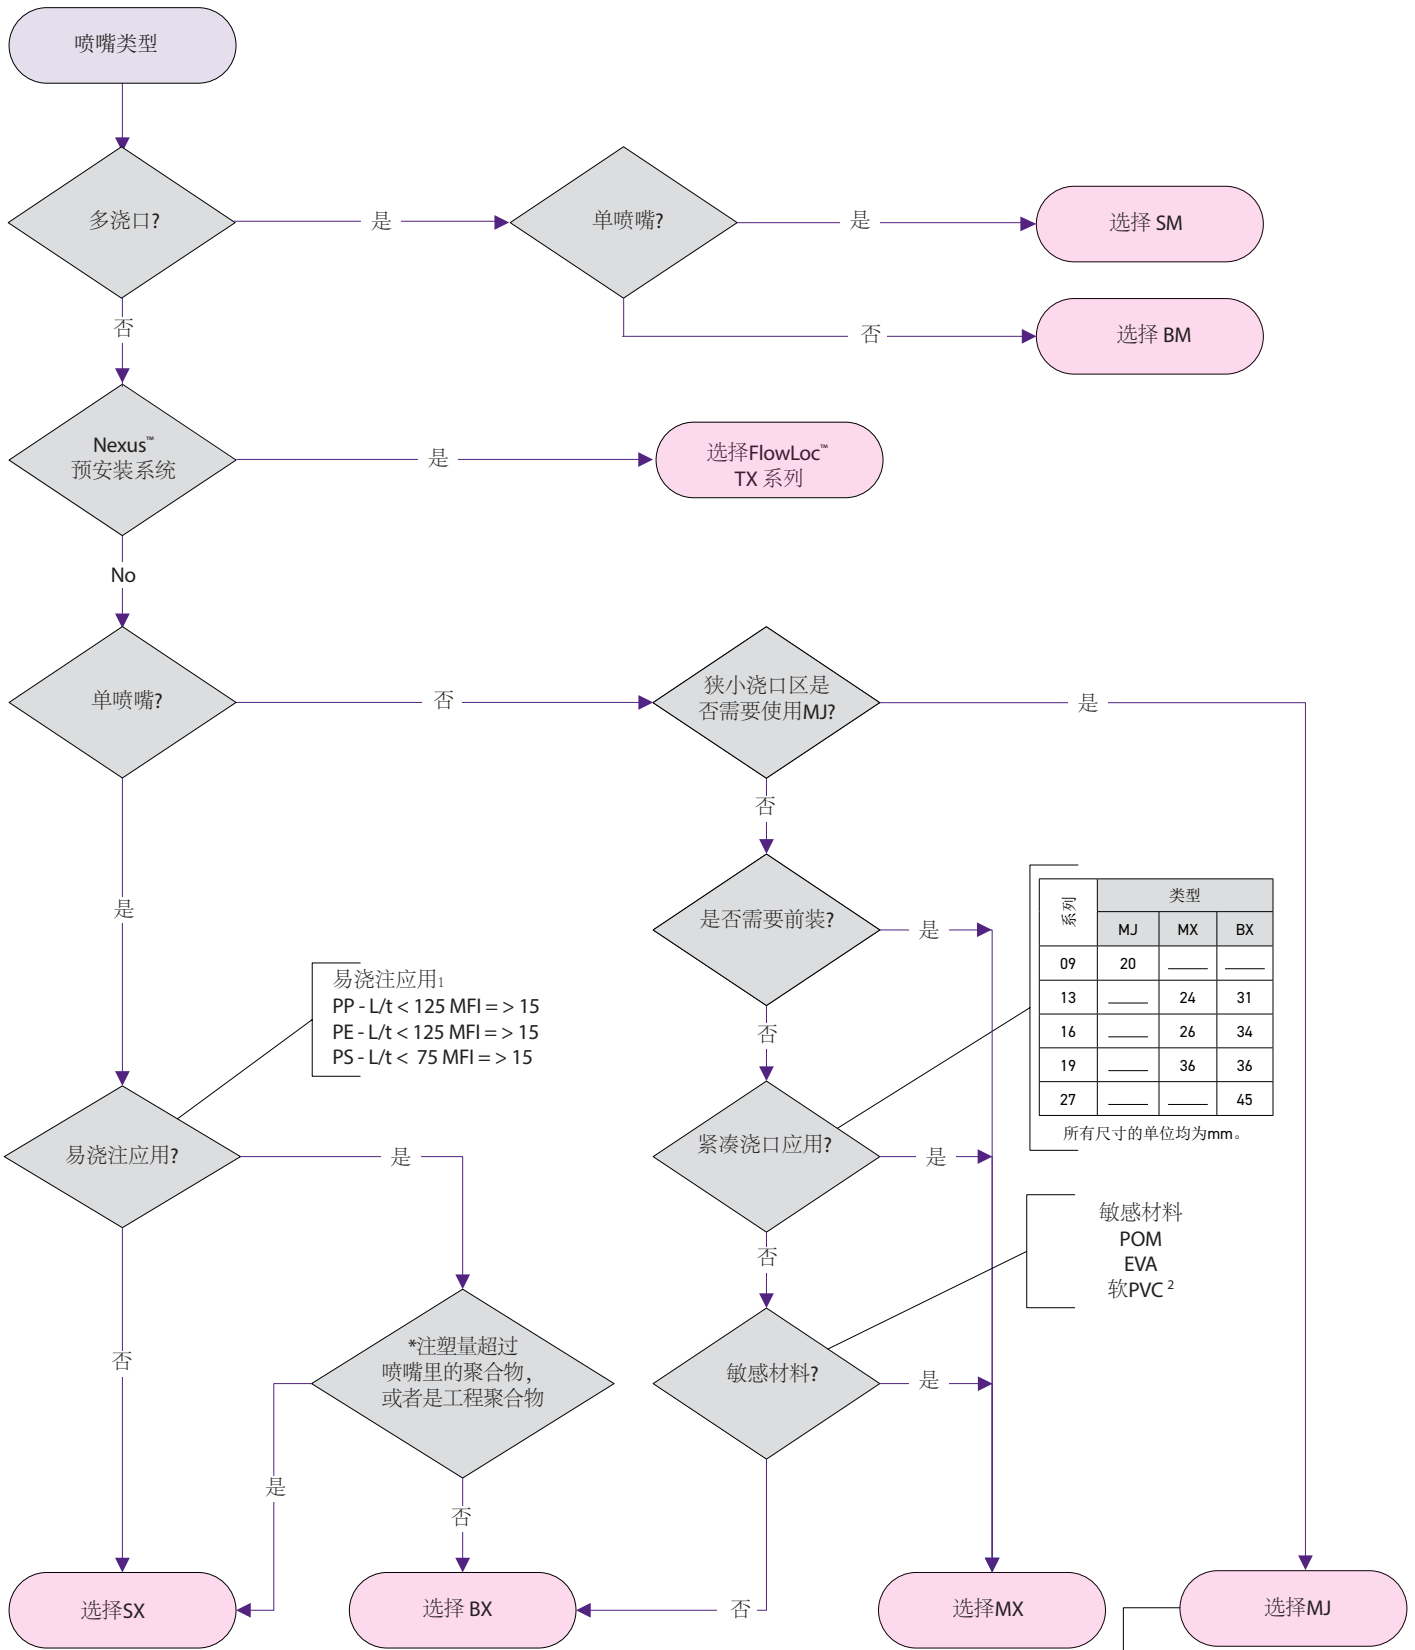 喷嘴类型
多浇口?
是
单喷嘴?
是
选择 SM
否
否
选择 BM
Nexus™
预安装系统
是
选择FlowLoc™
TX 系列
No
单喷嘴?
否
狭小浇口区是
否需要使用MJ?
是
否
是
是否需要前装?
是
系列 类型
MJ MX BX
09 20 ____ ____
13 ____ 24 31
16 ____ 26 34
19 ____ 36 36
27 ____ ____ 45
所有尺寸的单位均为mm。
易浇注应用1
PP - L/t < 125 MFI = > 15
PE - L/t < 125 MFI = > 15
PS - L/t < 75 MFI = > 15
否
易浇注应用?
是
紧凑浇口应用?
是
敏感材料
POM
EVA
软PVC ²
否
否
*注塑量超过
喷嘴里的聚合物，
或者是工程聚合物
敏感材料?
是
是
否
选择SX
选择 BX
否
选择MX
选择MJ